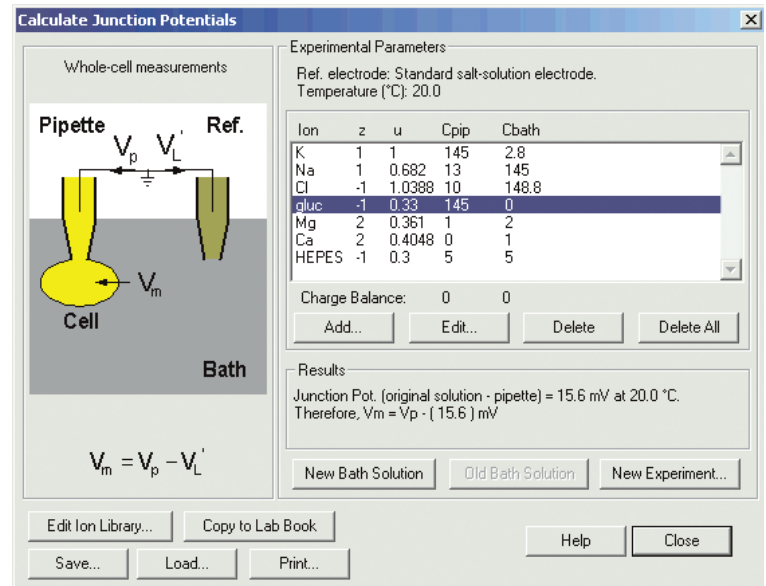 Calculate Junction Potentials
Whole-cell measurements
Pipette
Ref.
Vp
VL'
Vm
Cell
Bath
Vm = Vp – VL'
Experimental Parameters
Ref. electrode: Standard salt-solution electrode.
Temperature (°C): 20.0
Ion z u Cpip Cbath
K 1 1 145 2.8
Na 1 0.682 13 145
Cl -1 1.0388 10 148.8
gluc -1 0.33 145 0
Mg 2 0.361 1 2
Ca 2 0.4048 0 1
HEPES -1 0.3 5 5
Charge Balance: 0 0
Add... Edit... Delete Delete All
Results
Junction Pot. (original solution - pipette) = 15.6 mV at 20.0 °C.
Therefore, Vm = Vp - ( 15.6 ) mV
New Bath Solution Old Bath Solution New Experiment...
Edit Ion Library... Copy to Lab Book
Save... Load... Print...
Help Close